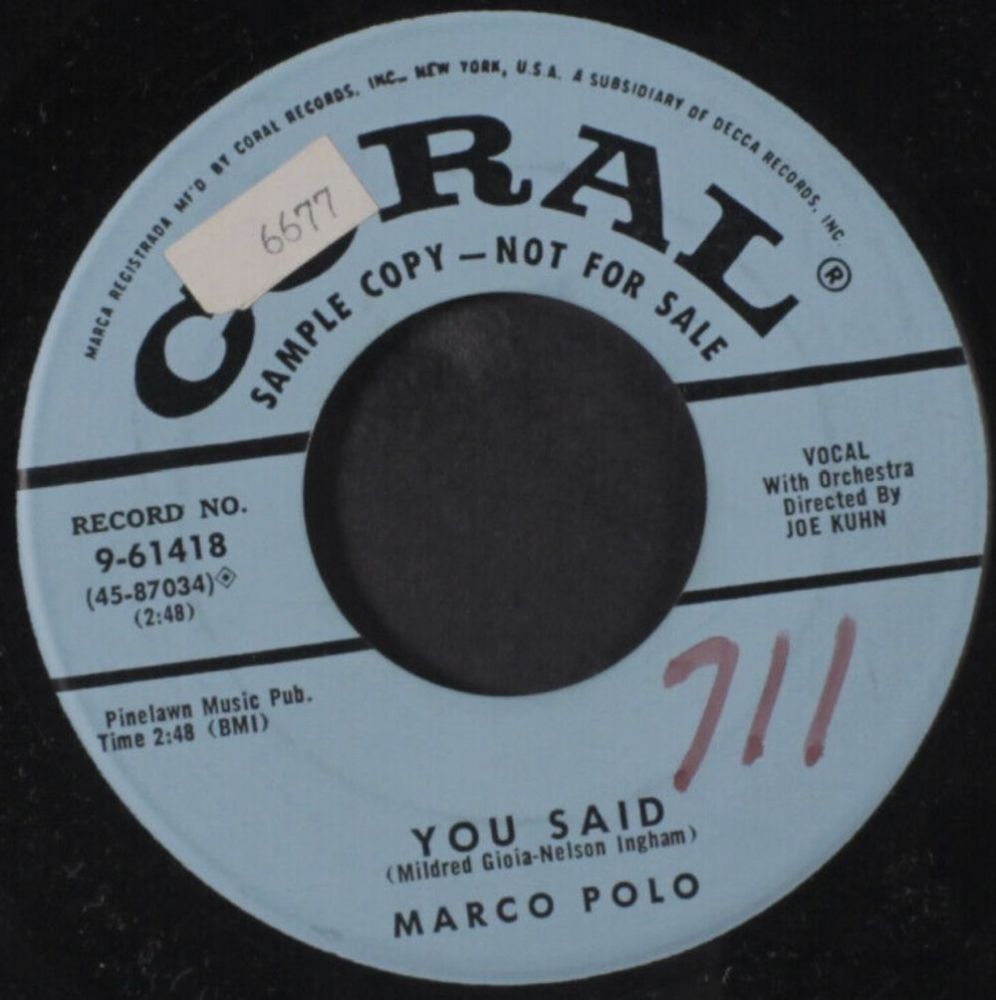 MARCA REGISTRADA MF'D BY CORAL RECORDS, INC., NEW YORK, U.S.A. A SUBSIDIARY OF DECCA RECORDS, INC.
CORAL ®
6677
SAMPLE COPY — NOT FOR SALE
RECORD NO.
9-61418
(45-87034)
(2:48)
VOCAL
With Orchestra
Directed By
JOE KUHN
711
Pinelawn Music Pub.
Time 2:48 (BMI)
YOU SAID
(Mildred Gioia-Nelson Ingham)
MARCO POLO